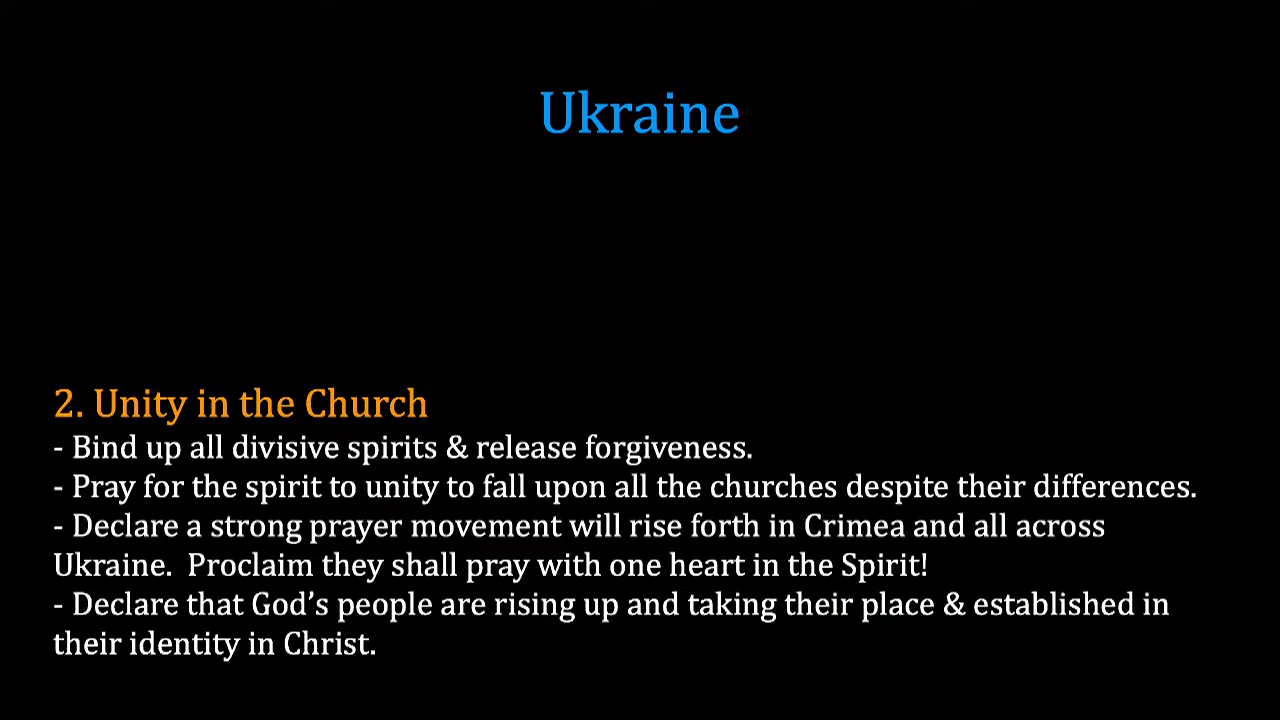 Ukraine
2. Unity in the Church
- Bind up all divisive spirits & release forgiveness.
- Pray for the spirit to unity to fall upon all the churches despite their differences.
- Declare a strong prayer movement will rise forth in Crimea and all across
Ukraine.  Proclaim they shall pray with one heart in the Spirit!
- Declare that God’s people are rising up and taking their place & established in
their identity in Christ.